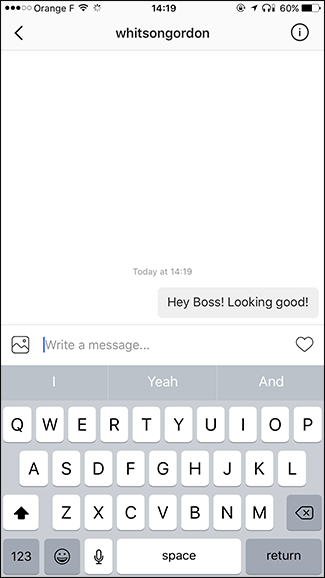 Orange F 14:19 60%
whitsongordon
Today at 14:19
Hey Boss! Looking good!
Write a message...
I Yeah And
Q W E R T Y U I O P
A S D F G H J K L
Z X C V B N M
123 space return